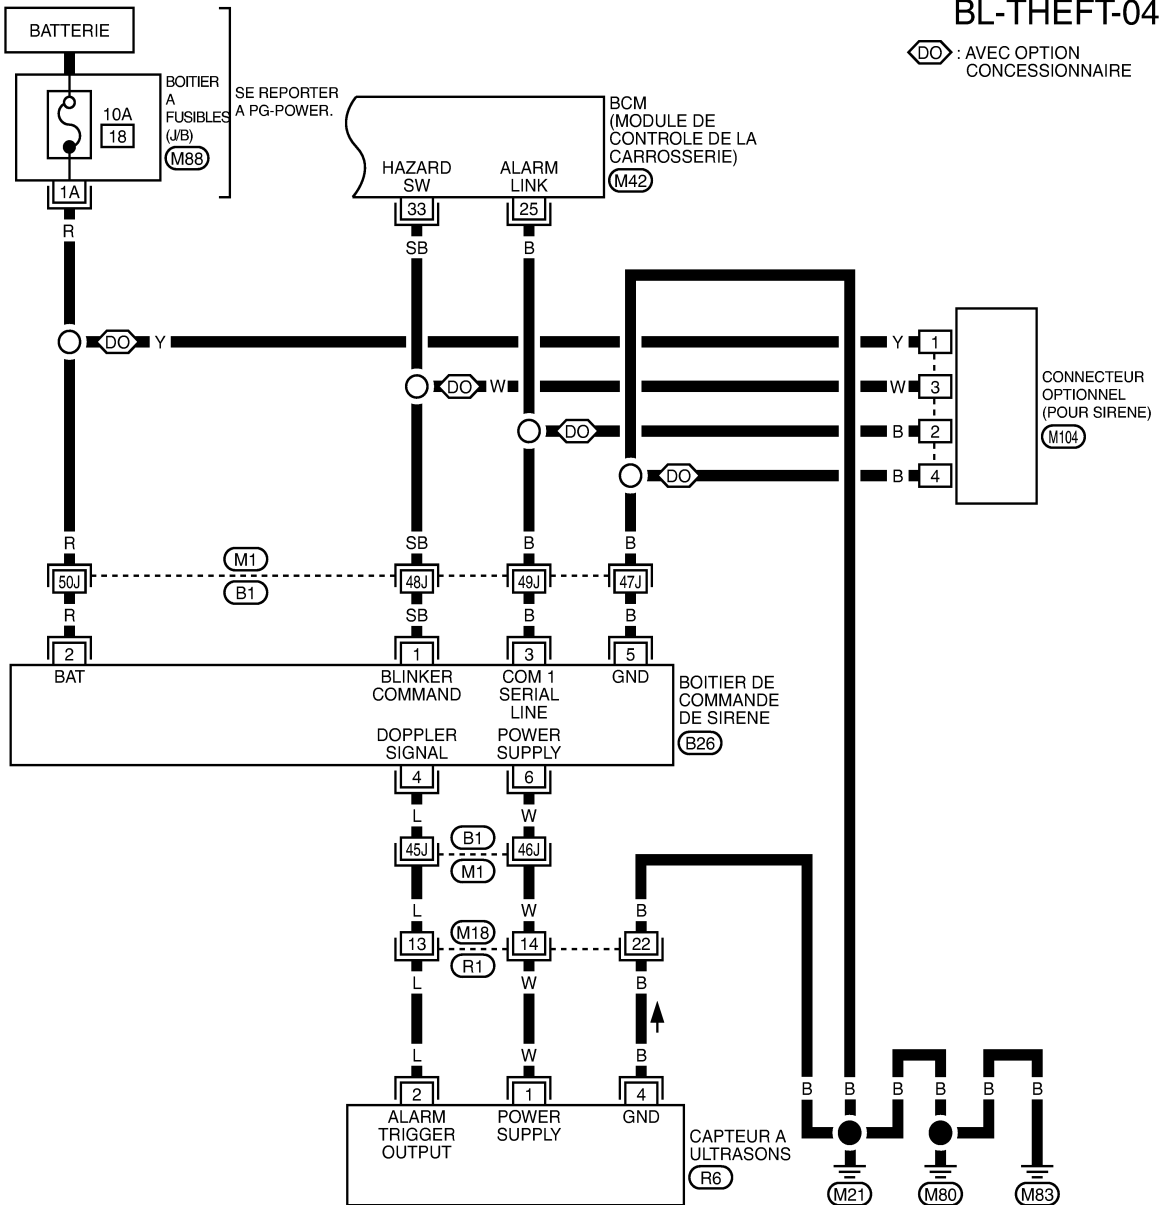 BL-THEFT-04
DO : AVEC OPTION
CONCESSIONNAIRE
BATTERIE
BOITIER
A
FUSIBLES
(J/B)
M88
10A
18
1A
SE REPORTER
A PG-POWER.
BCM
(MODULE DE
CONTROLE DE LA
CARROSSERIE)
M42
HAZARD
SW
ALARM
LINK
33
25
R
SB
B
DO
Y
Y
1
DO
W
W
3
DO
B
2
DO
B
4
CONNECTEUR
OPTIONNEL
(POUR SIRENE)
M104
R
SB
B
B
M1
50J
48J
49J
47J
B1
R
SB
B
B
2
1
3
5
BAT
BLINKER
COMMAND
COM 1
SERIAL
LINE
GND
BOITIER DE
COMMANDE
DE SIRENE
B26
DOPPLER
SIGNAL
POWER
SUPPLY
4
6
L
W
B1
45J
46J
M1
L
W
B
M18
13
14
22
R1
L
W
B
L
W
B
2
1
4
ALARM
TRIGGER
OUTPUT
POWER
SUPPLY
GND
CAPTEUR A
ULTRASONS
R6
B
B
B
B
B
B
M21
M80
M83